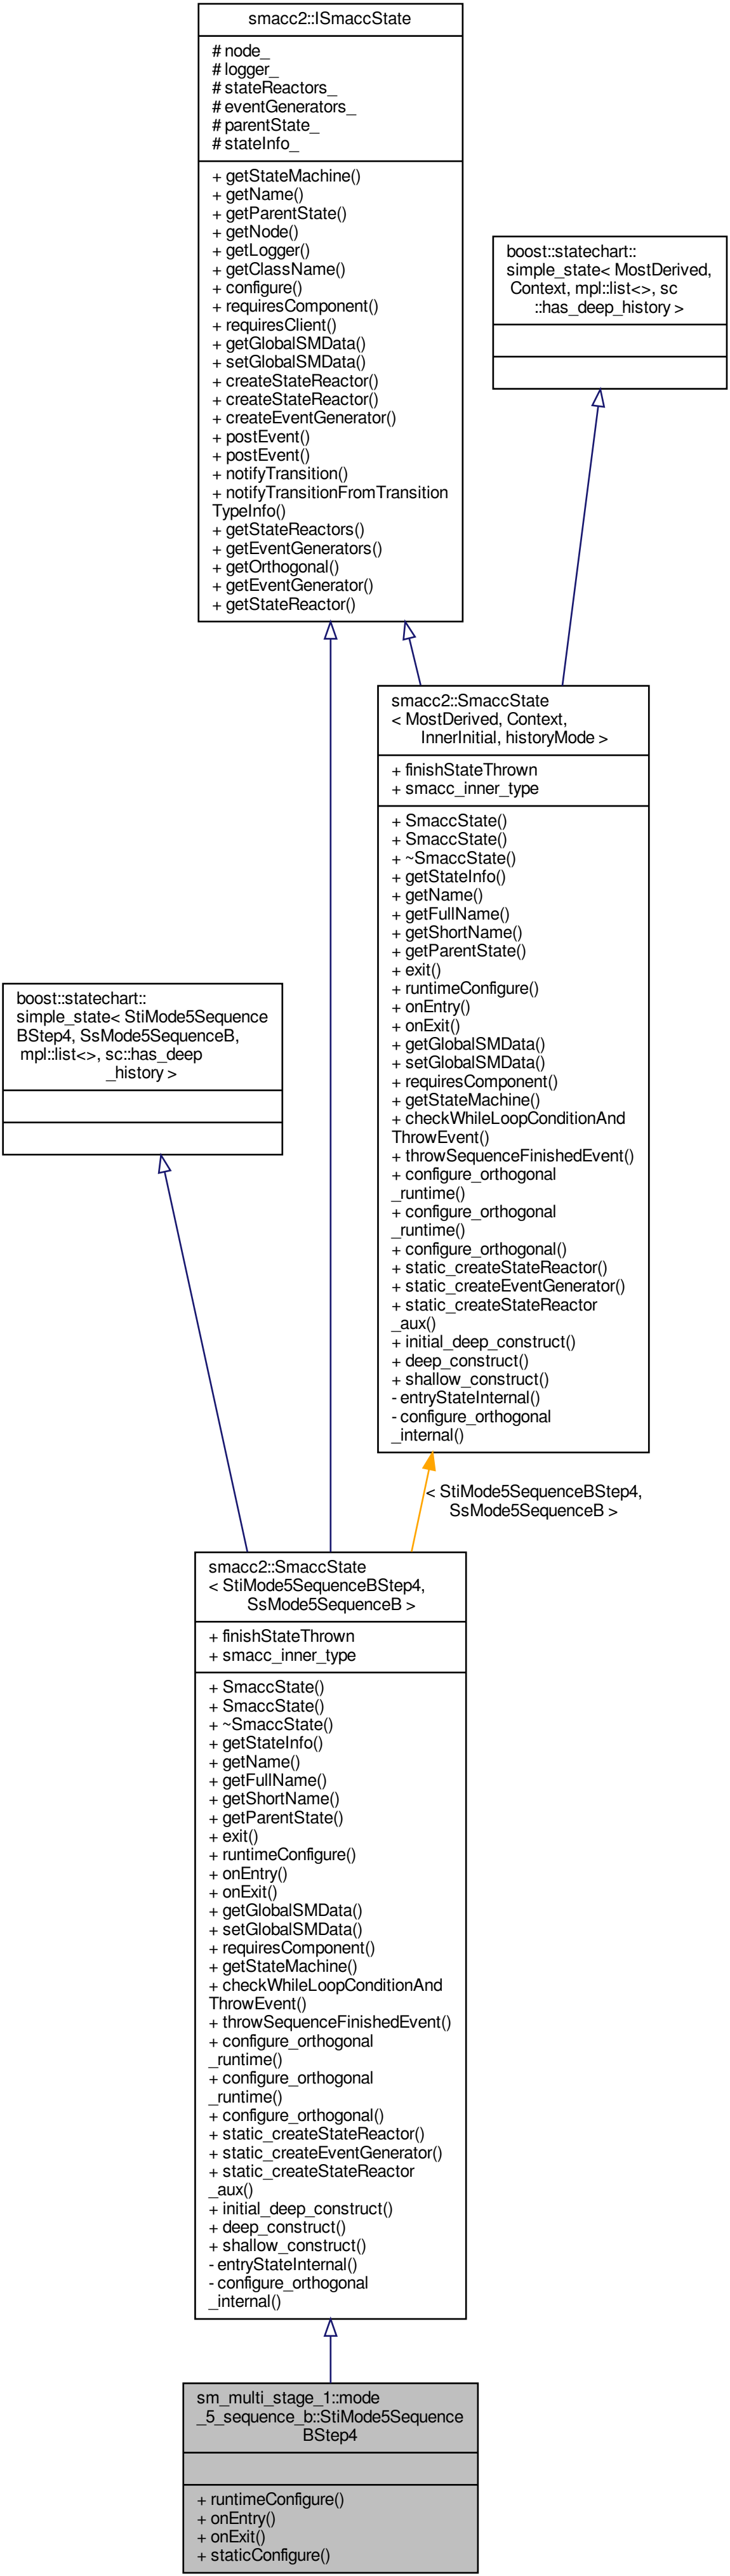 smacc2::ISmaccState
# node_
# logger_
# stateReactors_
# eventGenerators_
# parentState_
# stateInfo_
+ getStateMachine()
+ getName()
+ getParentState()
+ getNode()
+ getLogger()
+ getClassName()
+ configure()
+ requiresComponent()
+ requiresClient()
+ getGlobalSMData()
+ setGlobalSMData()
+ createStateReactor()
+ createStateReactor()
+ createEventGenerator()
+ postEvent()
+ postEvent()
+ notifyTransition()
+ notifyTransitionFromTransition
TypeInfo()
+ getStateReactors()
+ getEventGenerators()
+ getOrthogonal()
+ getEventGenerator()
+ getStateReactor()
boost::statechart::
simple_state< MostDerived,
Context, mpl::list<>, sc
::has_deep_history >
smacc2::SmaccState
< MostDerived, Context,
InnerInitial, historyMode >
+ finishStateThrown
+ smacc_inner_type
+ SmaccState()
+ SmaccState()
+ ~SmaccState()
+ getStateInfo()
+ getName()
+ getFullName()
+ getShortName()
+ getParentState()
+ exit()
+ runtimeConfigure()
+ onEntry()
+ onExit()
+ getGlobalSMData()
+ setGlobalSMData()
+ requiresComponent()
+ getStateMachine()
+ checkWhileLoopConditionAnd
ThrowEvent()
+ throwSequenceFinishedEvent()
+ configure_orthogonal
_runtime()
+ configure_orthogonal
_runtime()
+ configure_orthogonal()
+ static_createStateReactor()
+ static_createEventGenerator()
+ static_createStateReactor
_aux()
+ initial_deep_construct()
+ deep_construct()
+ shallow_construct()
- entryStateInternal()
- configure_orthogonal
_internal()
boost::statechart::
simple_state< StiMode5Sequence
BStep4, SsMode5SequenceB,
mpl::list<>, sc::has_deep
_history >
< StiMode5SequenceBStep4,
SsMode5SequenceB >
smacc2::SmaccState
< StiMode5SequenceBStep4,
SsMode5SequenceB >
+ finishStateThrown
+ smacc_inner_type
+ SmaccState()
+ SmaccState()
+ ~SmaccState()
+ getStateInfo()
+ getName()
+ getFullName()
+ getShortName()
+ getParentState()
+ exit()
+ runtimeConfigure()
+ onEntry()
+ onExit()
+ getGlobalSMData()
+ setGlobalSMData()
+ requiresComponent()
+ getStateMachine()
+ checkWhileLoopConditionAnd
ThrowEvent()
+ throwSequenceFinishedEvent()
+ configure_orthogonal
_runtime()
+ configure_orthogonal
_runtime()
+ configure_orthogonal()
+ static_createStateReactor()
+ static_createEventGenerator()
+ static_createStateReactor
_aux()
+ initial_deep_construct()
+ deep_construct()
+ shallow_construct()
- entryStateInternal()
- configure_orthogonal
_internal()
sm_multi_stage_1::mode
_5_sequence_b::StiMode5Sequence
BStep4
+ runtimeConfigure()
+ onEntry()
+ onExit()
+ staticConfigure()